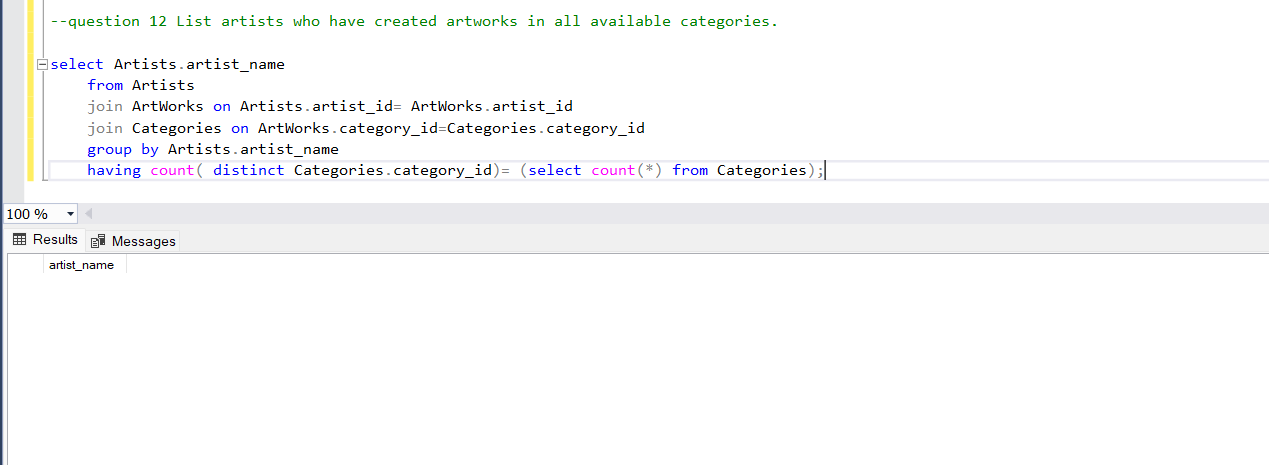 --question 12 List artists who have created artworks in all available categories.
select Artists.artist_name
from Artists
join ArtWorks on Artists.artist_id= ArtWorks.artist_id
join Categories on ArtWorks.category_id=Categories.category_id
group by Artists.artist_name
having count( distinct Categories.category_id)= (select count(*) from Categories);
100 %
Results Messages
artist_name